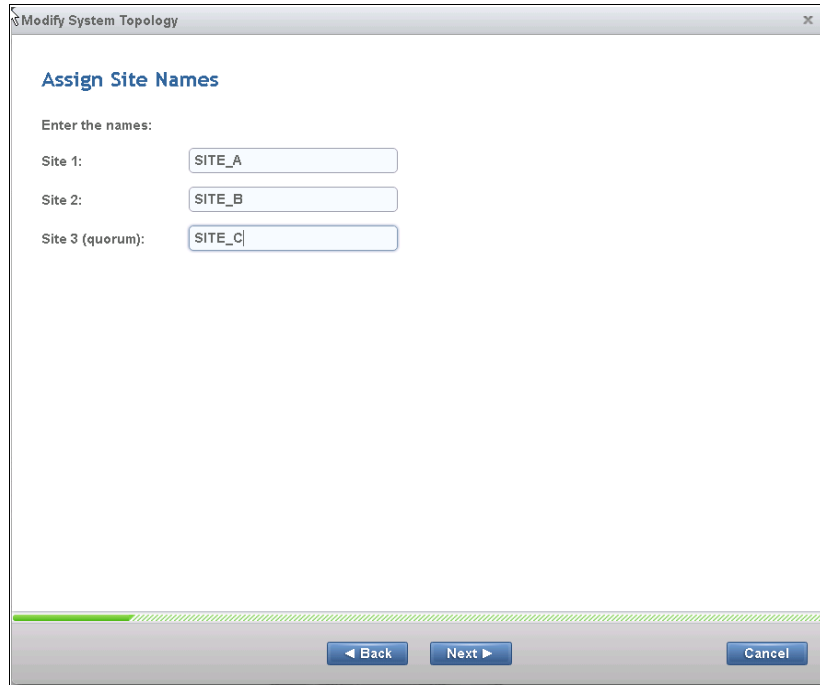 Modify System Topology
x
Assign Site Names
Enter the names:
Site 1: SITE_A
Site 2: SITE_B
Site 3 (quorum): SITE_C
◄ Back Next ► Cancel